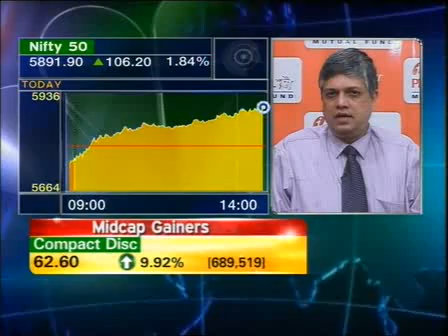 Nifty 50
5891.90 106.20 1.84%
TODAY
5936
5664
09:00 14:00
MUTUAL FUND
FUND
Midcap Gainers
Compact Disc
62.60 9.92% [689,519]